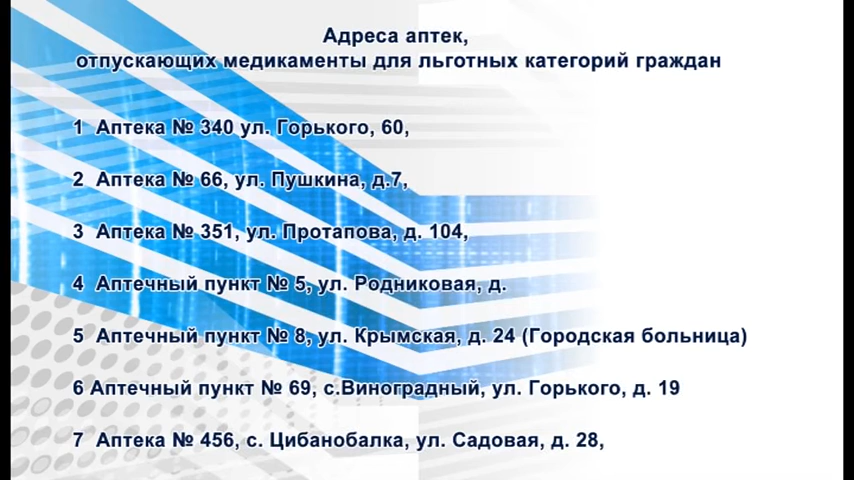 Адреса аптек,
отпускающих медикаменты для льготных категорий граждан
1 Аптека № 340 ул. Горького, 60,
2 Аптека № 66, ул. Пушкина, д.7,
3 Аптека № 351, ул. Протапова, д. 104,
4 Аптечный пункт № 5, ул. Родниковая, д.
5 Аптечный пункт № 8, ул. Крымская, д. 24 (Городская больница)
6 Аптечный пункт № 69, с.Виноградный, ул. Горького, д. 19
7 Аптека № 456, с. Цибанобалка, ул. Садовая, д. 28,